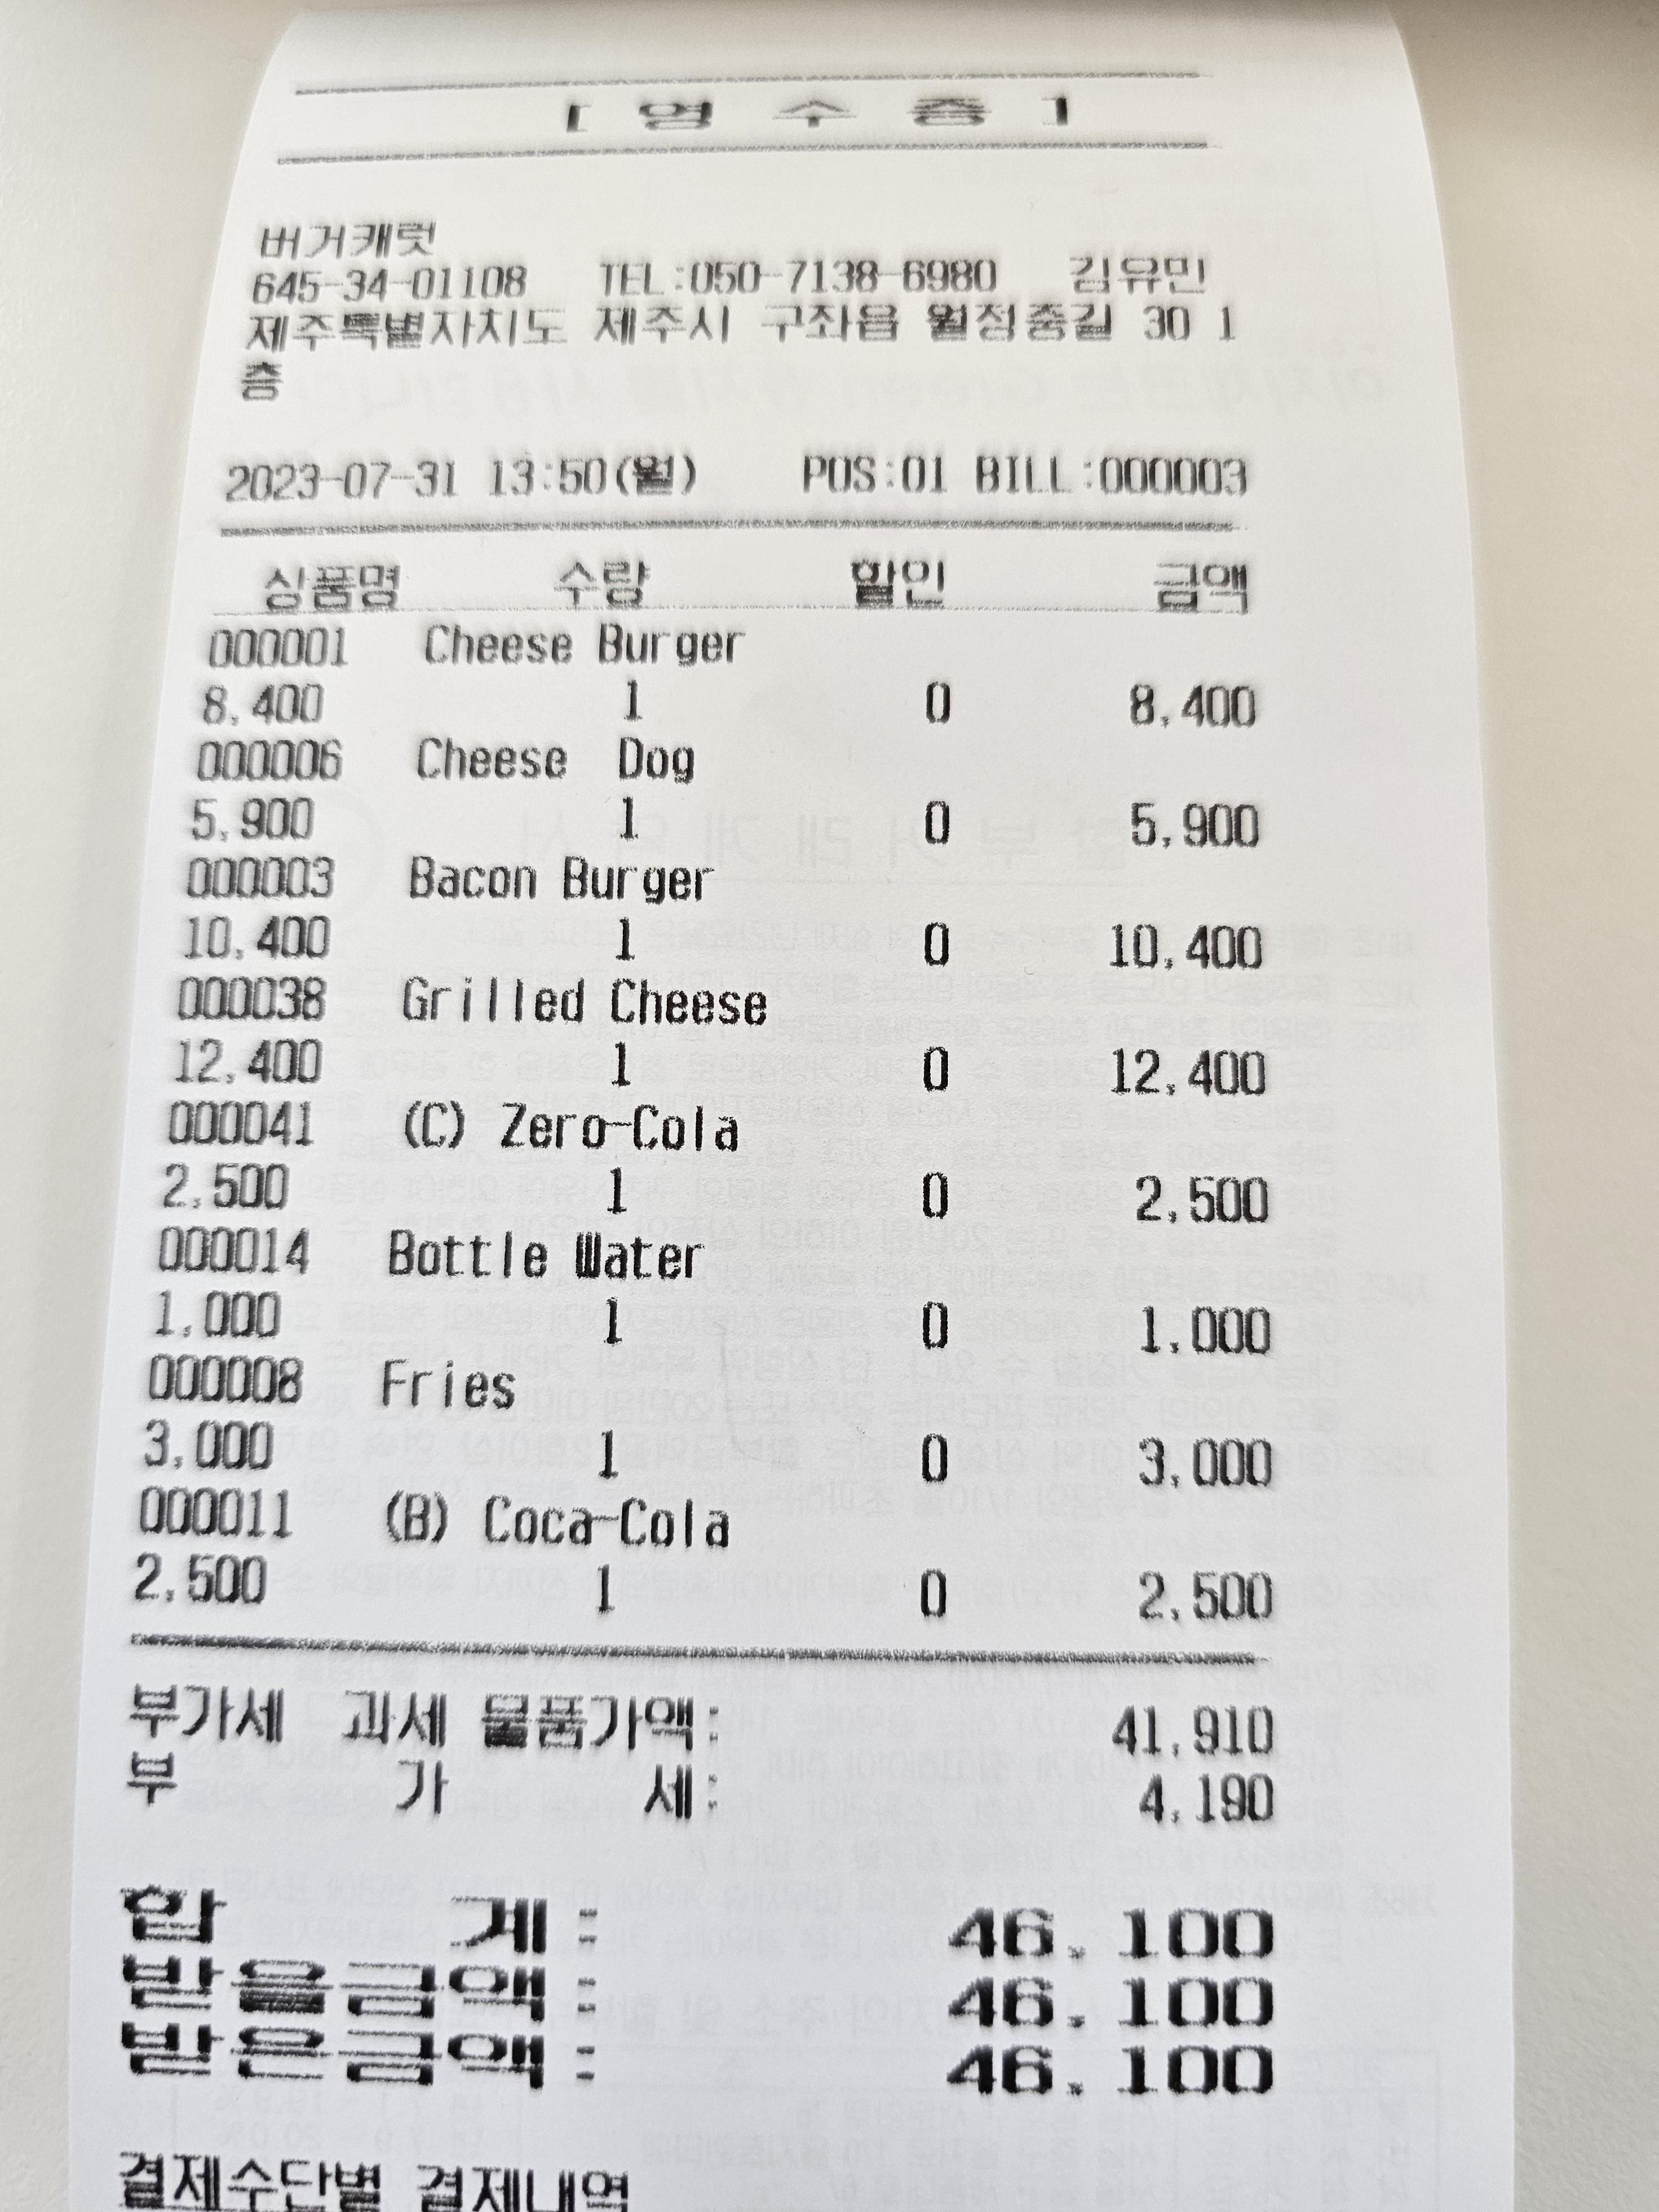 [ 영 수 증 ]
버거캐럿
645-34-01108 TEL:050-7138-6980 김유민
제주특별자치도 제주시 구좌읍 월정중길 30 1
층
2023-07-31 13:50(월) POS:01 BILL:000003
상품명 수량 할인 금액
000001 Cheese Burger
8,400 1 0 8,400
000006 Cheese Dog
5,900 1 0 5,900
000003 Bacon Burger
10,400 1 0 10,400
000038 Grilled Cheese
12,400 1 0 12,400
000041 (C) Zero-Cola
2,500 1 0 2,500
000014 Bottle Water
1,000 1 0 1,000
000008 Fries
3,000 1 0 3,000
000011 (B) Coca-Cola
2,500 1 0 2,500
부가세 과세 물품가액: 41,910
부 가 세: 4,190
합 계: 46,100
받을금액: 46,100
받은금액: 46,100
결제수단별 결제내역